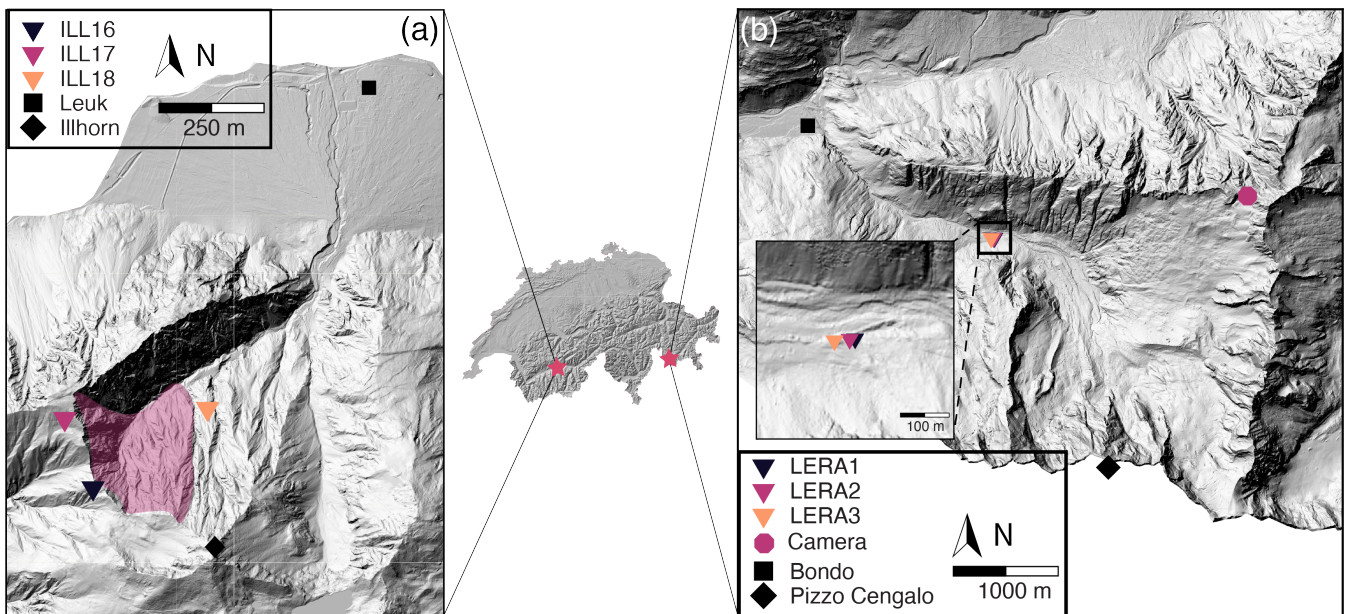 (a)
ILL16
ILL17
ILL18
Leuk
Illhorn
N
250 m
(b)
100 m
LERA1
LERA2
LERA3
Camera
Bondo
Pizzo Cengalo
N
1000 m